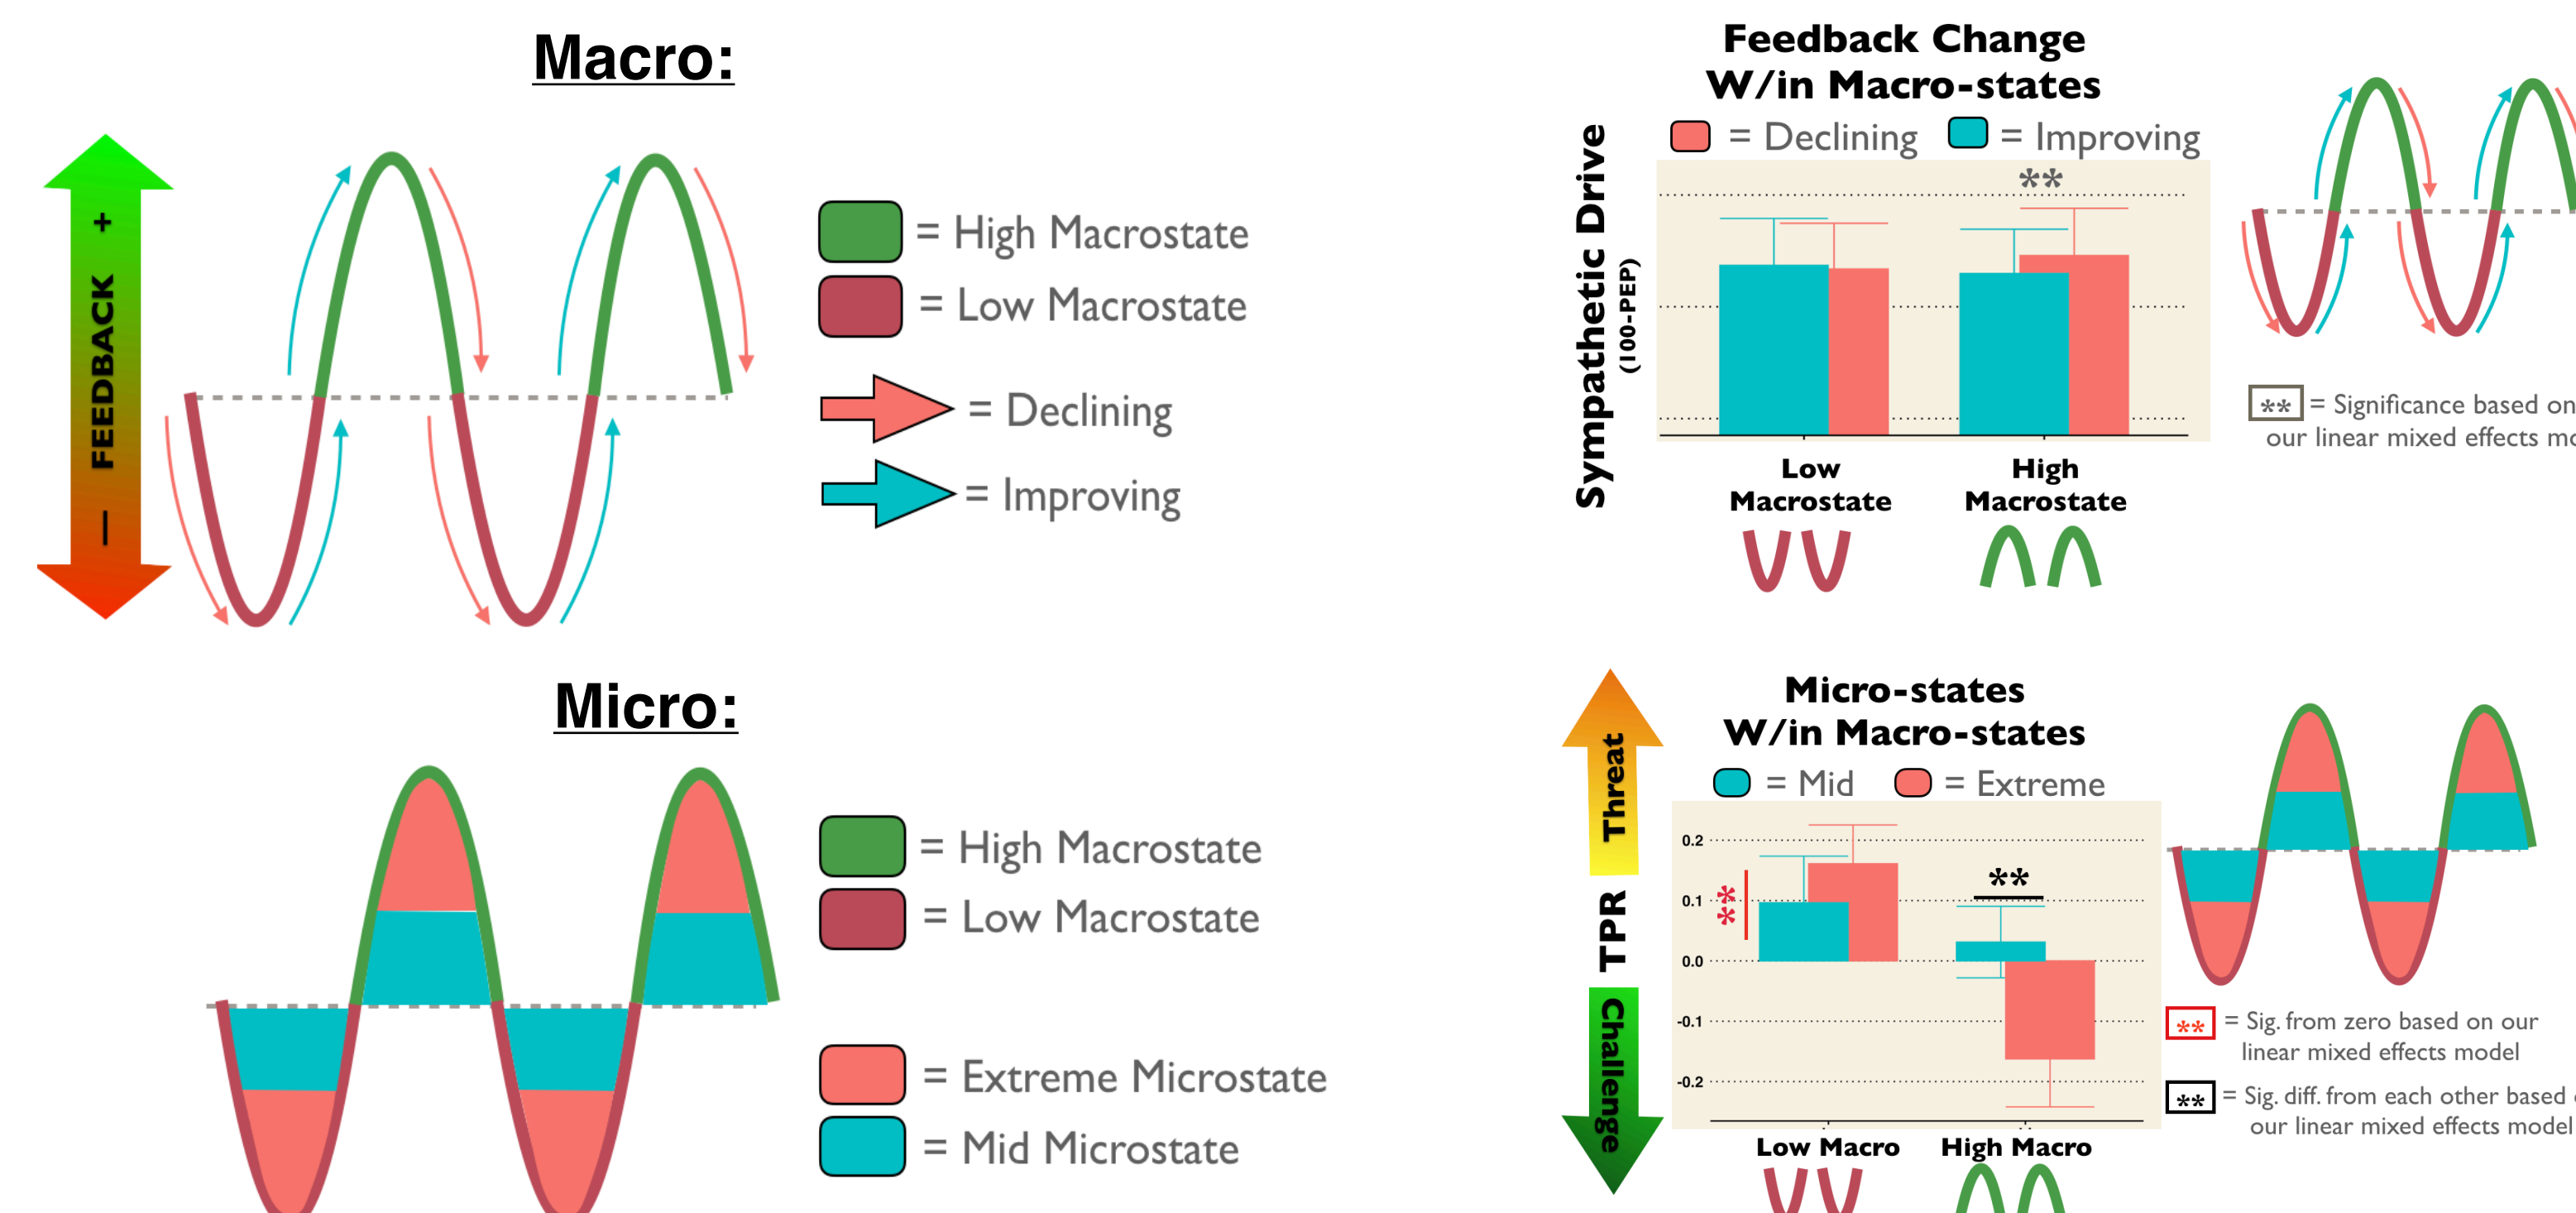 Macro:
+
FEEDBACK
—
= High Macrostate
= Low Macrostate
= Declining
= Improving
Feedback Change
W/in Macro-states
= Declining = Improving
Sympathetic Drive
(100-PEP)
**
Low
Macrostate
High
Macrostate
** = Significance based on
our linear mixed effects
Micro:
= High Macrostate
= Low Macrostate
= Extreme Microstate
= Mid Microstate
Micro-states
W/in Macro-states
= Mid = Extreme
Threat
TPR
Challenge
0.2
0.1
0.0
-0.1
-0.2
**
**
Low Macro
High Macro
** = Sig. from zero based on our
linear mixed effects model
** = Sig. diff. from each other based
our linear mixed effects model